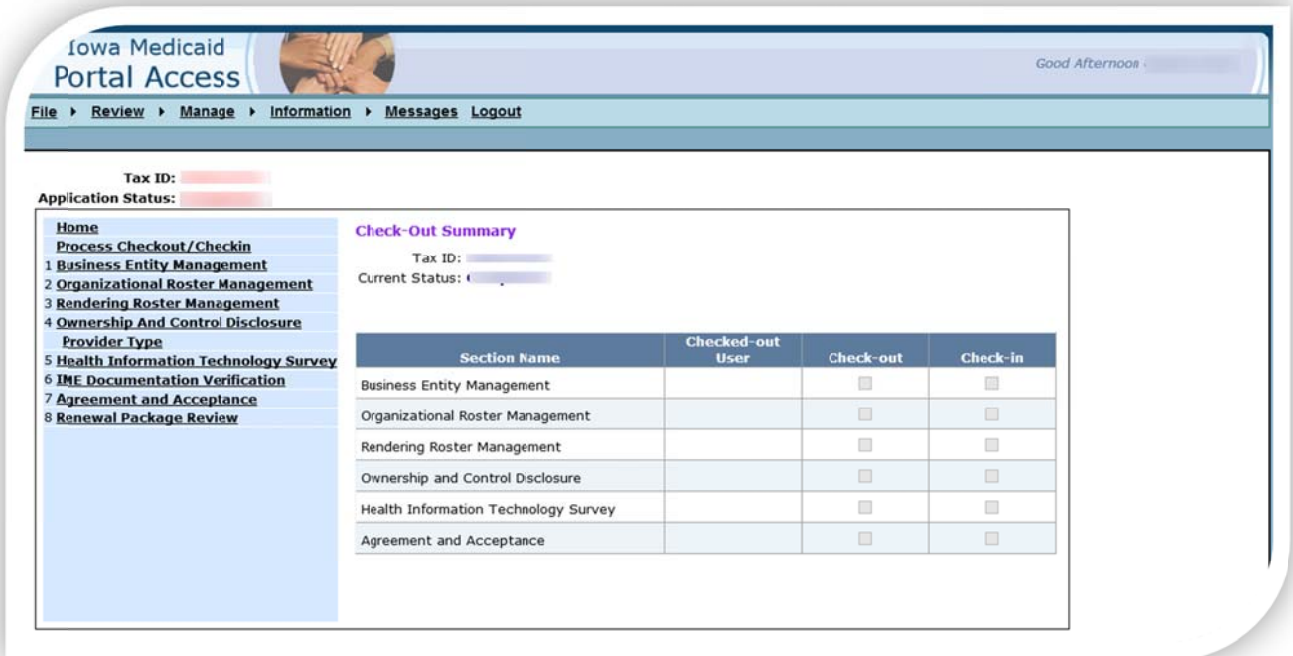 Iowa Medicaid
Portal Access
Good Afternoon
File Review Manage Information Messages Logout
Tax ID:
Application Status:
Home
Process Checkout/Checkin
1 Business Entity Management
2 Organizational Roster Management
3 Rendering Roster Management
4 Ownership And Control Disclosure
Provider Type
5 Health Information Technology Survey
6 IME Documentation Verification
7 Agreement and Acceptance
8 Renewal Package Review
Check-Out Summary
Tax ID:
Current Status:
Section Name Checked-out User Check-out Check-in
Business Entity Management
Organizational Roster Management
Rendering Roster Management
Ownership and Control Disclosure
Health Information Technology Survey
Agreement and Acceptance